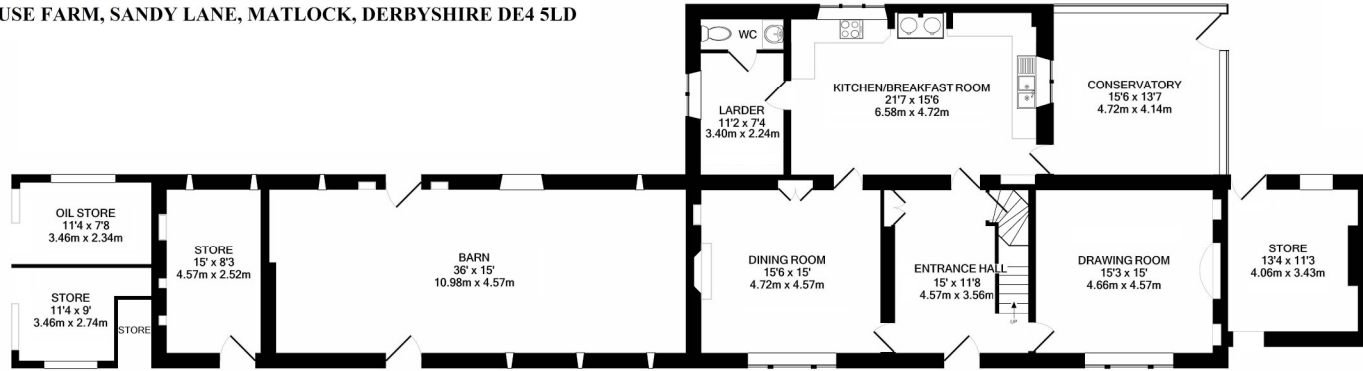 USE FARM, SANDY LANE, MATLOCK, DERBYSHIRE DE4 5LD
WC
LARDER
11'2 x 7'4
3.40m x 2.24m
KITCHEN/BREAKFAST ROOM
21'7 x 15'6
6.58m x 4.72m
CONSERVATORY
15'6 x 13'7
4.72m x 4.14m
OIL STORE
11'4 x 7'8
3.46m x 2.34m
STORE
11'4 x 9'
3.46m x 2.74m
STORE
STORE
15' x 8'3
4.57m x 2.52m
BARN
36' x 15'
10.98m x 4.57m
DINING ROOM
15'6 x 15'
4.72m x 4.57m
ENTRANCE HALL
15' x 11'8
4.57m x 3.56m
UP
DRAWING ROOM
15'3 x 15'
4.66m x 4.57m
STORE
13'4 x 11'3
4.06m x 3.43m